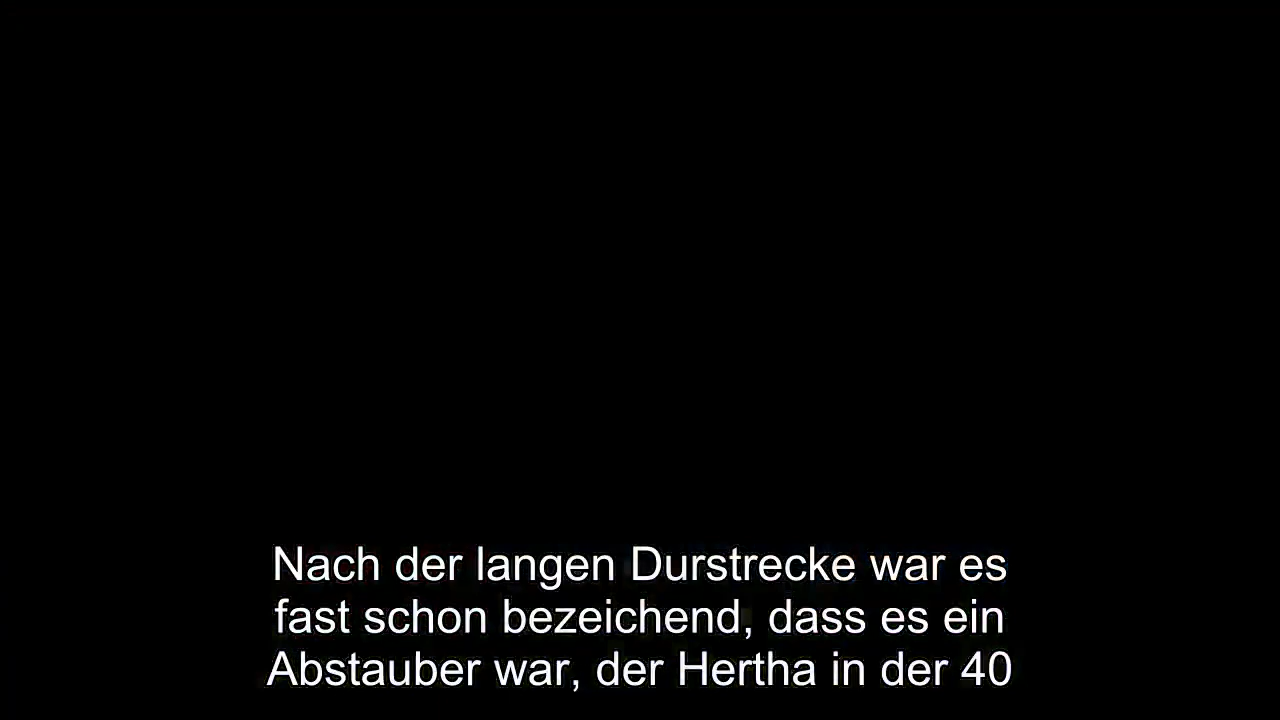 Nach der langen Durstrecke war es
fast schon bezeichend, dass es ein
Abstauber war, der Hertha in der 40